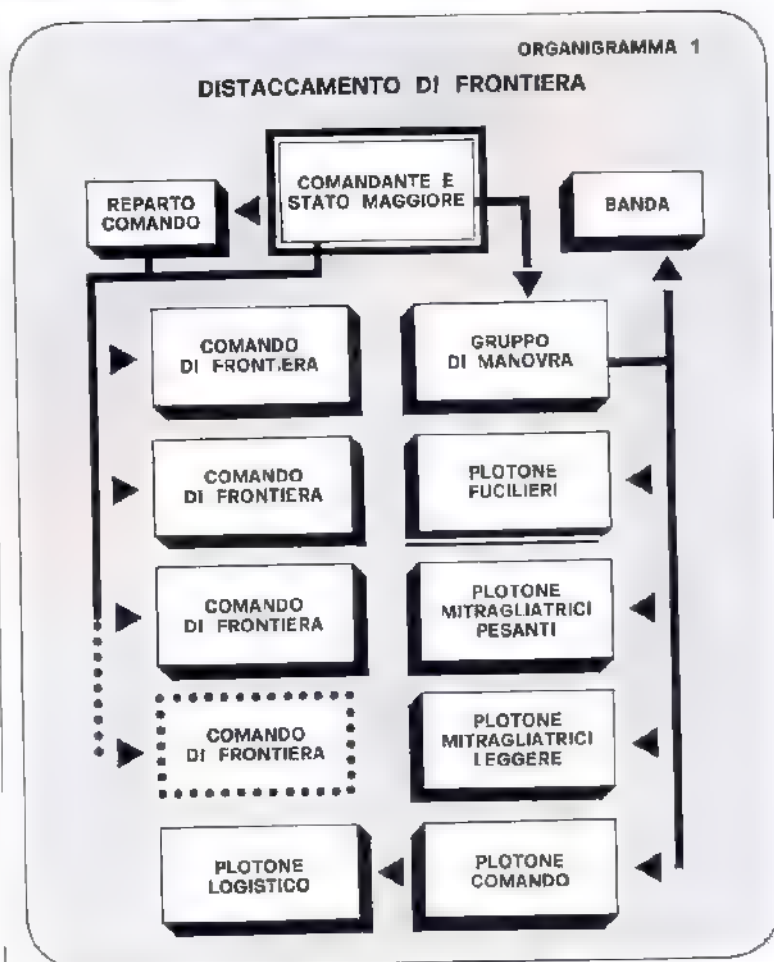 ORGANIGRAMMA 1
DISTACCAMENTO DI FRONTIERA
COMANDANTE E
STATO MAGGIORE
REPARTO
COMANDO
BANDA
COMANDO
DI FRONTIERA
GRUPPO
DI MANOVRA
COMANDO
DI FRONTIERA
PLOTONE
FUCILIERI
COMANDO
DI FRONTIERA
PLOTONE
MITRAGLIATRICI
PESANTI
COMANDO
DI FRONTIERA
PLOTONE
MITRAGLIATRICI
LEGGERE
PLOTONE
LOGISTICO
PLOTONE
COMANDO